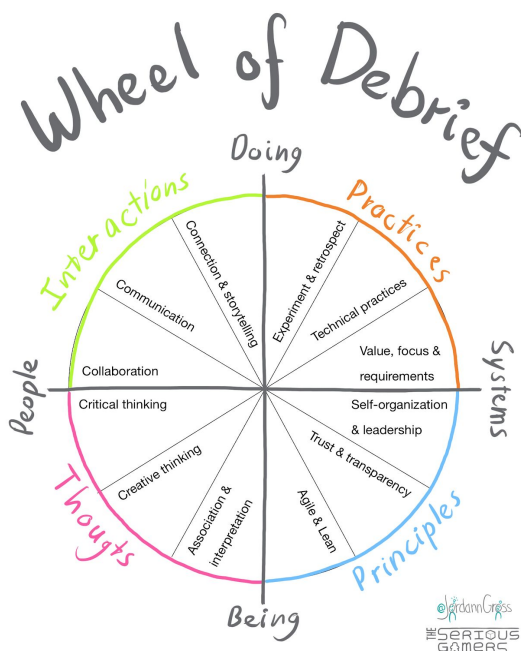 Wheel of Debrief
Doing
Interactions
Practices
Connection & storytelling
Experiment & retrospect
Communication
Technical practices
Collaboration
Value, focus &
requirements
People
Systems
Critical thinking
Self-organization
& leadership
Creative thinking
Trust & transparency
Association &
interpretation
Agile & Lean
Thougts
Principles
Being
@JordannGross
THE SERIOUS
GAMERS